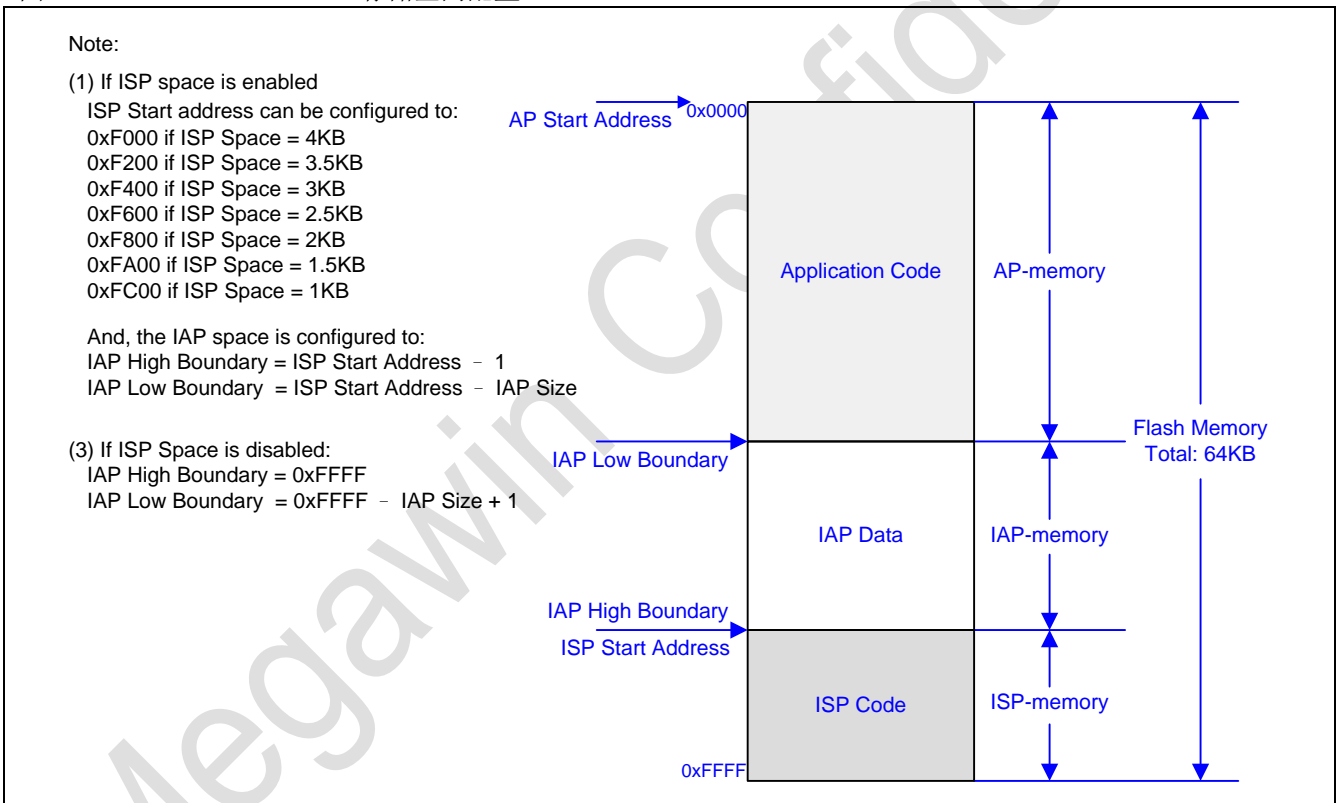 Note:
(1) If ISP space is enabled
ISP Start address can be configured to:
0xF000 if ISP Space = 4KB
0xF200 if ISP Space = 3.5KB
0xF400 if ISP Space = 3KB
0xF600 if ISP Space = 2.5KB
0xF800 if ISP Space = 2KB
0xFA00 if ISP Space = 1.5KB
0xFC00 if ISP Space = 1KB
And, the IAP space is configured to:
IAP High Boundary = ISP Start Address - 1
IAP Low Boundary = ISP Start Address - IAP Size
(3) If ISP Space is disabled:
IAP High Boundary = 0xFFFF
IAP Low Boundary = 0xFFFF - IAP Size + 1
AP Start Address
0x0000
Application Code
AP-memory
Flash Memory
Total: 64KB
IAP Low Boundary
IAP Data
IAP-memory
IAP High Boundary
ISP Start Address
ISP Code
ISP-memory
0xFFFF
Megawin